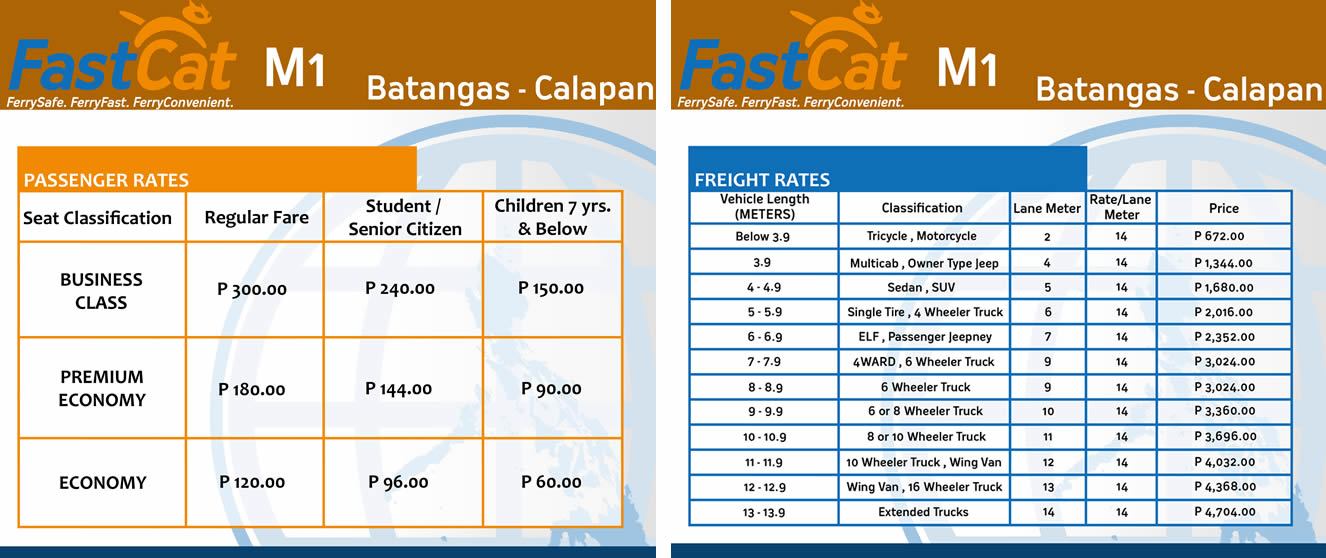 FastCat
M1
Batangas - Calapan
FerrySafe. FerryFast. FerryConvenient.
PASSENGER RATES
Seat Classification Regular Fare Student / Senior Citizen Children 7 yrs. & Below
BUSINESS CLASS P 300.00 P 240.00 P 150.00
PREMIUM ECONOMY P 180.00 P 144.00 P 90.00
ECONOMY P 120.00 P 96.00 P 60.00
FastCat
M1
Batangas - Calapan
FerrySafe. FerryFast. FerryConvenient.
FREIGHT RATES
Vehicle Length (METERS) Classification Lane Meter Rate/Lane Meter Price
Below 3.9 Tricycle , Motorcycle 2 14 P 672.00
3.9 Multicab , Owner Type Jeep 4 14 P 1,344.00
4 - 4.9 Sedan , SUV 5 14 P 1,680.00
5 - 5.9 Single Tire , 4 Wheeler Truck 6 14 P 2,016.00
6 - 6.9 ELF , Passenger Jeepney 7 14 P 2,352.00
7 - 7.9 4WARD , 6 Wheeler Truck 9 14 P 3,024.00
8 - 8.9 6 Wheeler Truck 9 14 P 3,024.00
9 - 9.9 6 or 8 Wheeler Truck 10 14 P 3,360.00
10 - 10.9 8 or 10 Wheeler Truck 11 14 P 3,696.00
11 - 11.9 10 Wheeler Truck , Wing Van 12 14 P 4,032.00
12 - 12.9 Wing Van , 16 Wheeler Truck 13 14 P 4,368.00
13 - 13.9 Extended Trucks 14 14 P 4,704.00